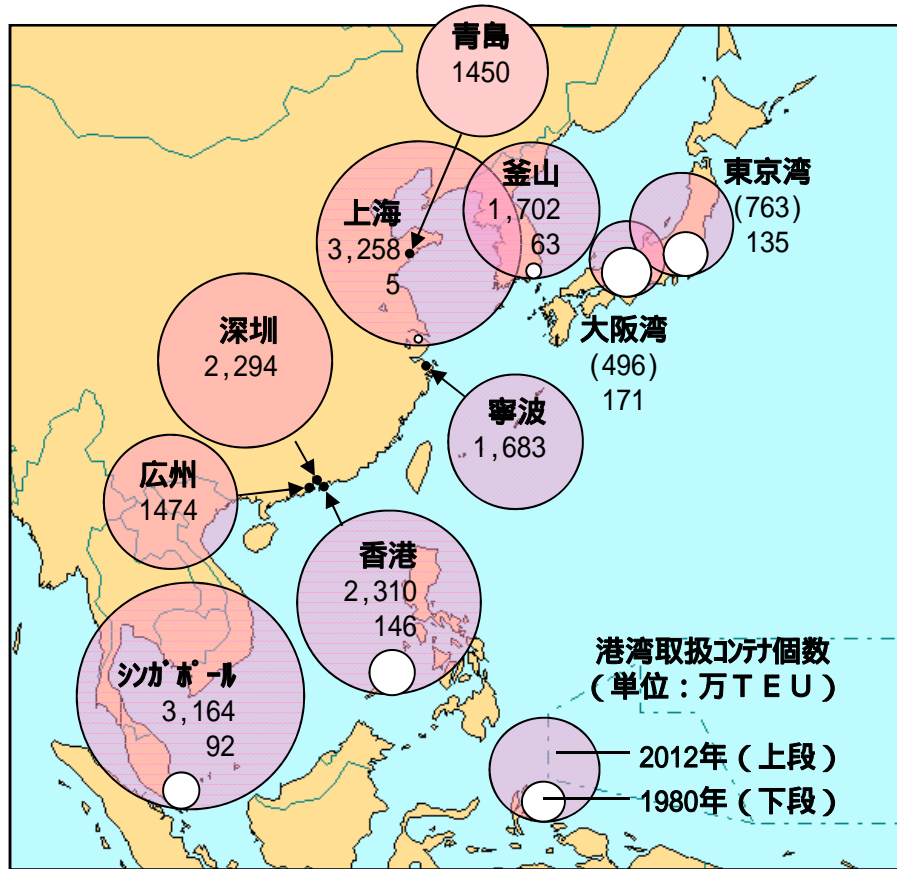 青島
1450
釜山
1,702
63
上海
3,258
5
東京湾
(763)
135
大阪湾
(496)
171
深圳
2,294
寧波
1,683
広州
1474
香港
2,310
146
ｼﾝｶﾞﾎﾟｰﾙ
3,164
92
港湾取扱ｺﾝﾃﾅ個数
(単位：万ＴＥＵ)
2012年(上段)
1980年(下段)